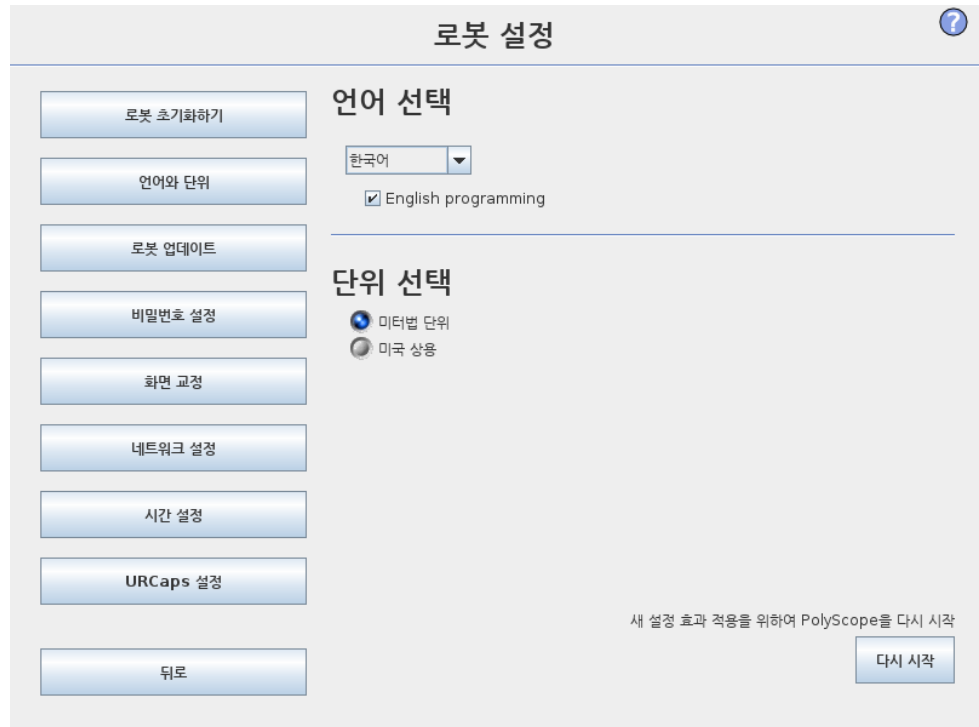 로봇 설정
?
로봇 초기화하기
언어와 단위
로봇 업데이트
비밀번호 설정
화면 교정
네트워크 설정
시간 설정
URCaps 설정
뒤로
언어 선택
한국어
English programming
단위 선택
미터법 단위
미국 상용
새 설정 효과 적용을 위하여 PolyScope을 다시 시작
다시 시작